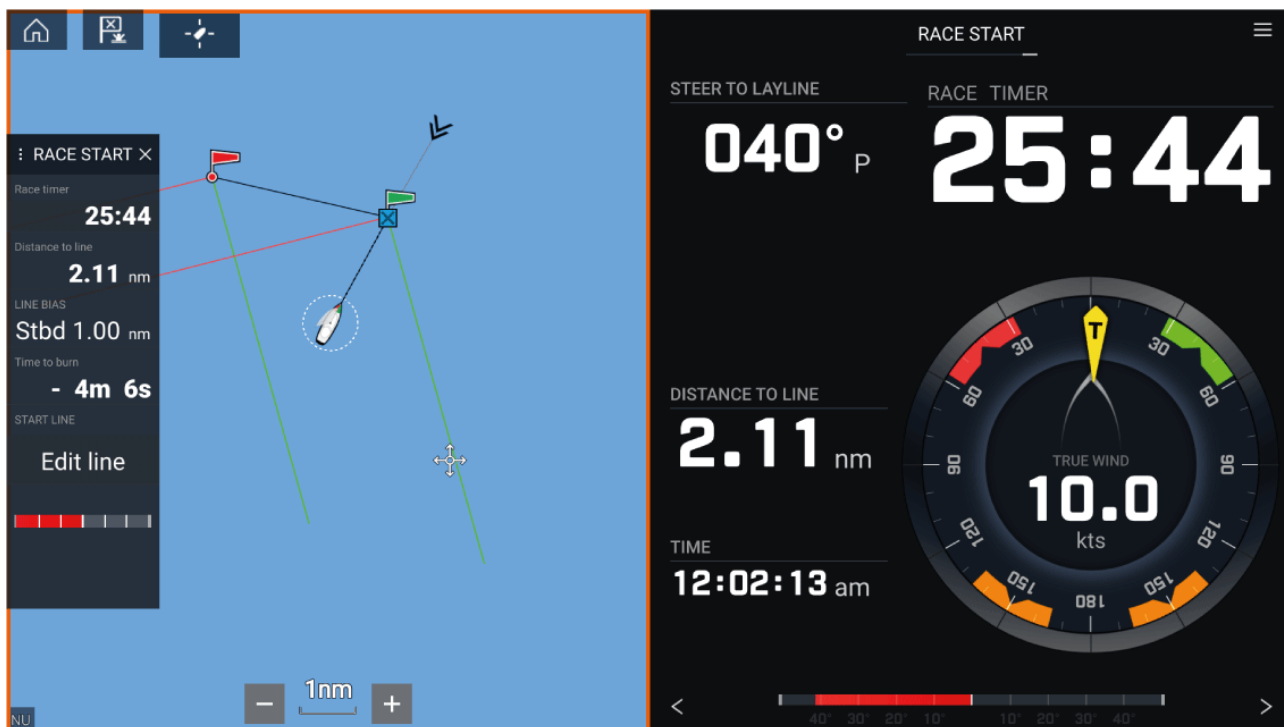 RACE START
Race timer
25:44
Distance to line
2.11 nm
LINE BIAS
Stbd 1.00 nm
Time to burn
- 4m 6s
START LINE
Edit line
1nm
NU
RACE START
STEER TO LAYLINE
040° P
RACE TIMER
25:44
DISTANCE TO LINE
2.11 nm
TIME
12:02:13 am
T
30 30
60 60
90 90
120 120
150 150
180
TRUE WIND
10.0
kts
40° 30° 20° 10° 10° 20° 30° 40°